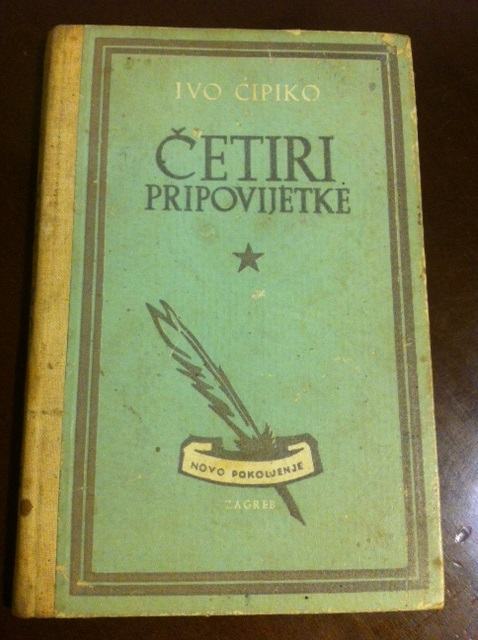 IVO ĆIPIKO
ČETIRI
PRIPOVIJETKE
NOVO POKOLJENJE
ZAGREB